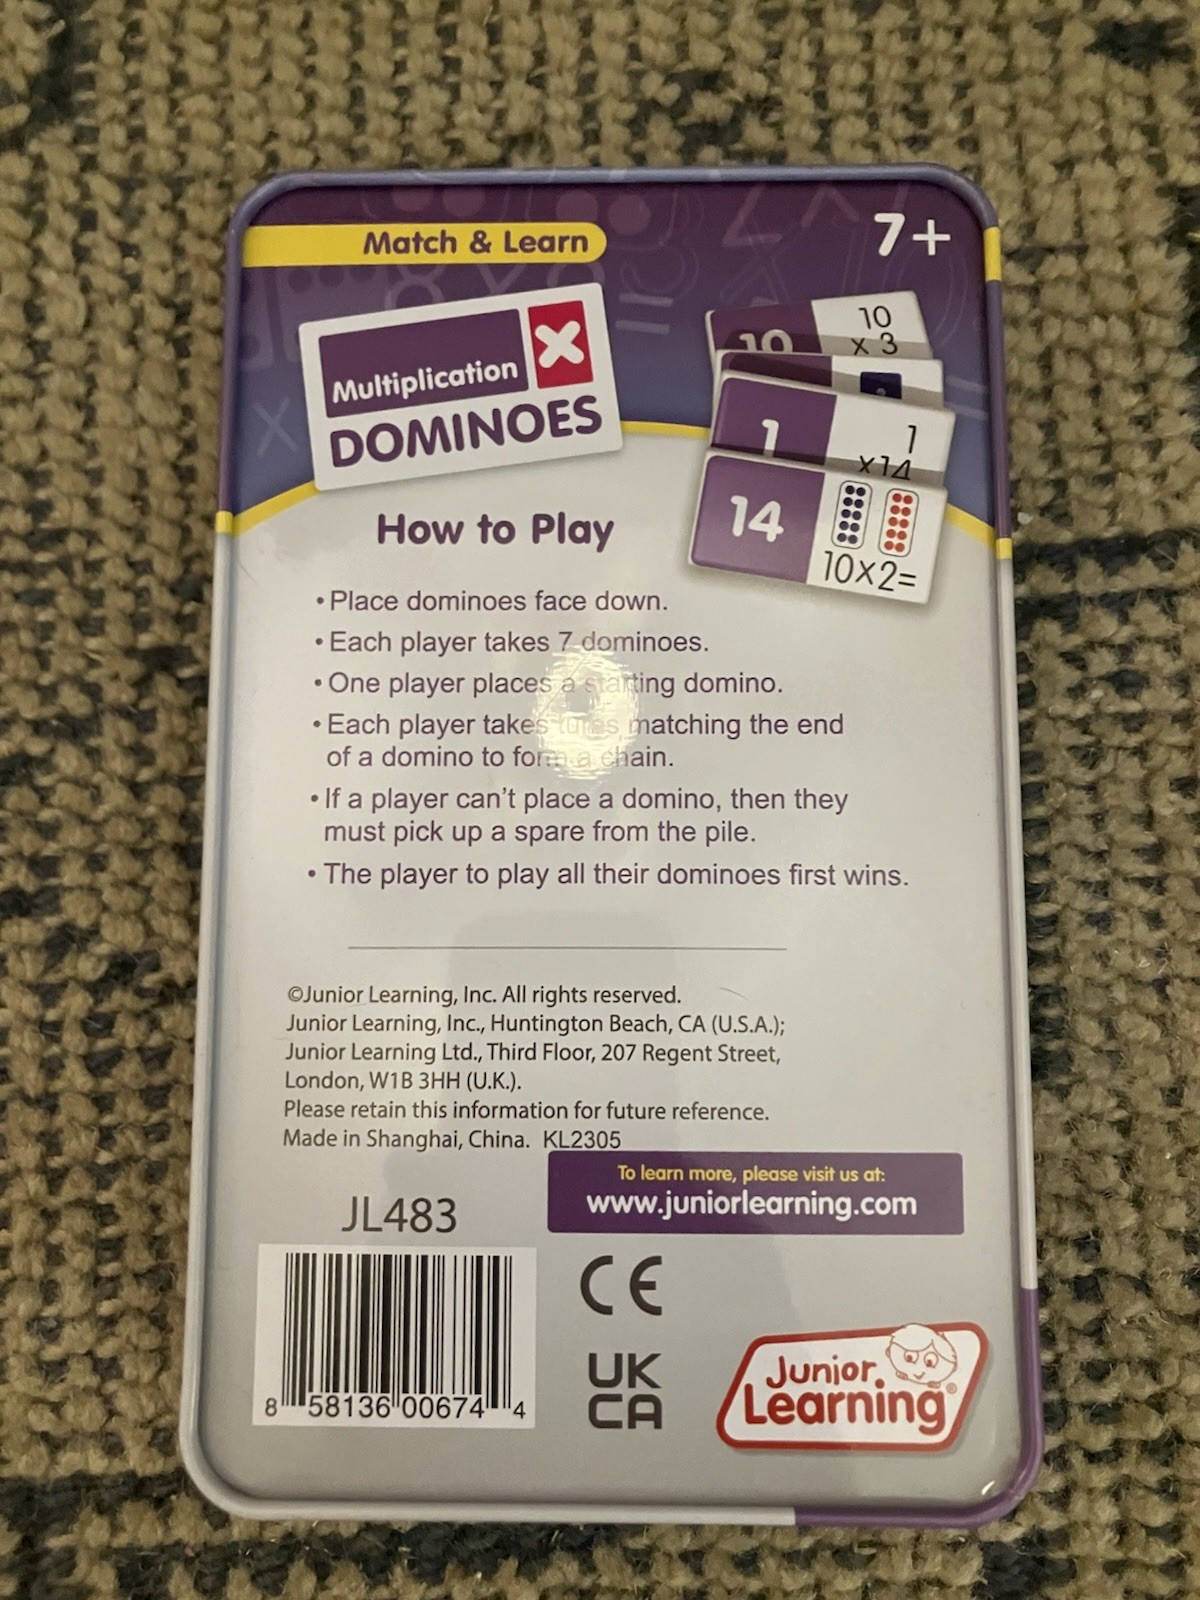 Match & Learn
7+
Multiplication
DOMINOES
10
10
x 3
1
1
x14
14
10x2=
How to Play
• Place dominoes face down.
• Each player takes 7 dominoes.
• One player places a starting domino.
• Each player takes turns matching the end
of a domino to form a chain.
• If a player can't place a domino, then they
must pick up a spare from the pile.
• The player to play all their dominoes first wins.
©Junior Learning, Inc. All rights reserved.
Junior Learning, Inc., Huntington Beach, CA (U.S.A.);
Junior Learning Ltd., Third Floor, 207 Regent Street,
London, W1B 3HH (U.K.).
Please retain this information for future reference.
Made in Shanghai, China. KL2305
To learn more, please visit us at:
www.juniorlearning.com
JL483
8 58136 00674 4
CE
UK
CA
Junior
Learning®